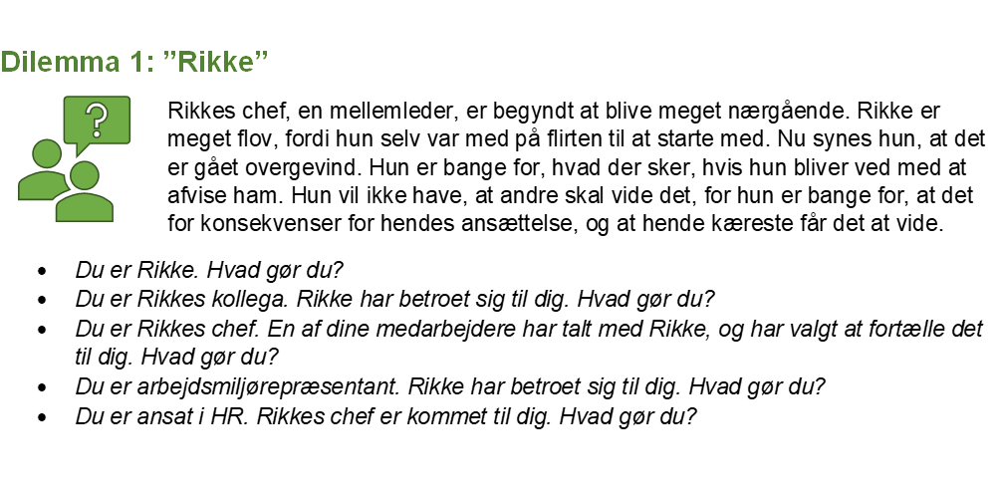 Dilemma 1: ”Rikke”
?
Rikkes chef, en mellemleder, er begyndt at blive meget nærgående. Rikke er
meget flov, fordi hun selv var med på flirten til at starte med. Nu synes hun, at det
er gået overgevind. Hun er bange for, hvad der sker, hvis hun bliver ved med at
afvise ham. Hun vil ikke have, at andre skal vide det, for hun er bange for, at det
for konsekvenser for hendes ansættelse, og at hende kæreste får det at vide.
• Du er Rikke. Hvad gør du?
• Du er Rikkes kollega. Rikke har betroet sig til dig. Hvad gør du?
• Du er Rikkes chef. En af dine medarbejdere har talt med Rikke, og har valgt at fortælle det
til dig. Hvad gør du?
• Du er arbejdsmiljørepræsentant. Rikke har betroet sig til dig. Hvad gør du?
• Du er ansat i HR. Rikkes chef er kommet til dig. Hvad gør du?